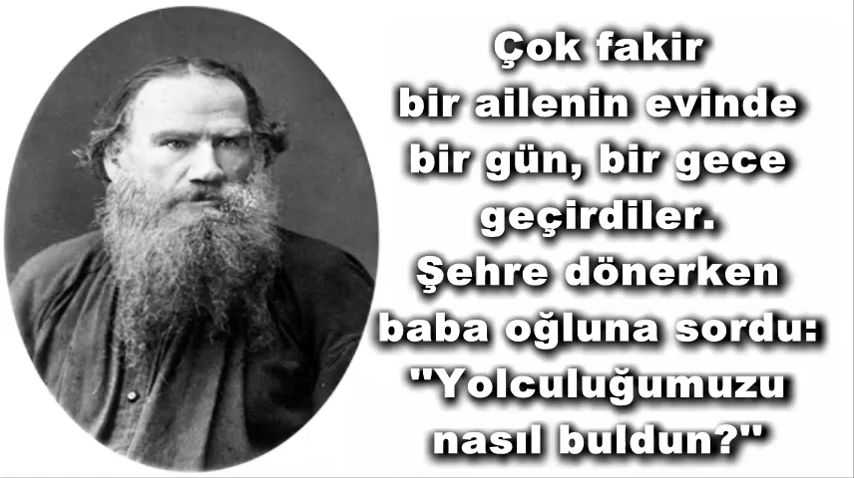 Çok fakir
bir ailenin evinde
bir gün, bir gece
geçirdiler.
Şehre dönerken
baba oğluna sordu:
"Yolculuğumuzu
nasıl buldun?"